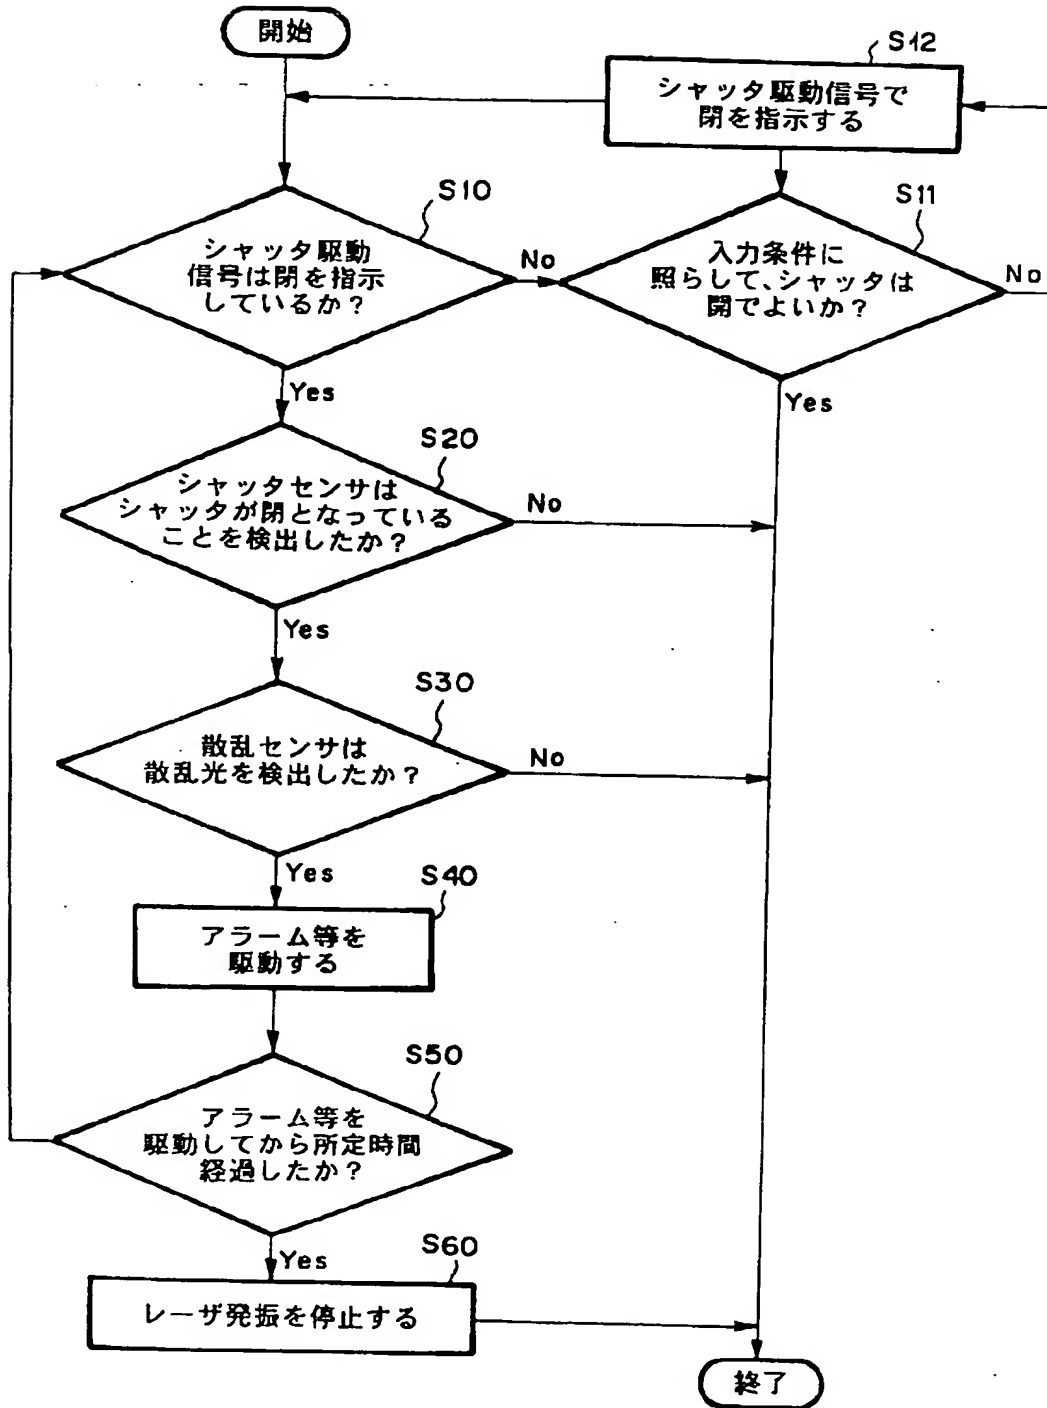 開始
S12
シャッタ駆動信号で
閉を指示する
S10
シャッタ駆動
信号は閉を指示
しているか?
No
S11
入力条件に
照らして、シャッタは
開でよいか?
No
Yes
Yes
S20
シャッタセンサは
シャッタが閉となっている
ことを検出したか?
No
Yes
S30
散乱センサは
散乱光を検出したか?
No
Yes
S40
アラーム等を
駆動する
S50
アラーム等を
駆動してから所定時間
経過したか?
Yes
S60
レーザ発振を停止する
終了